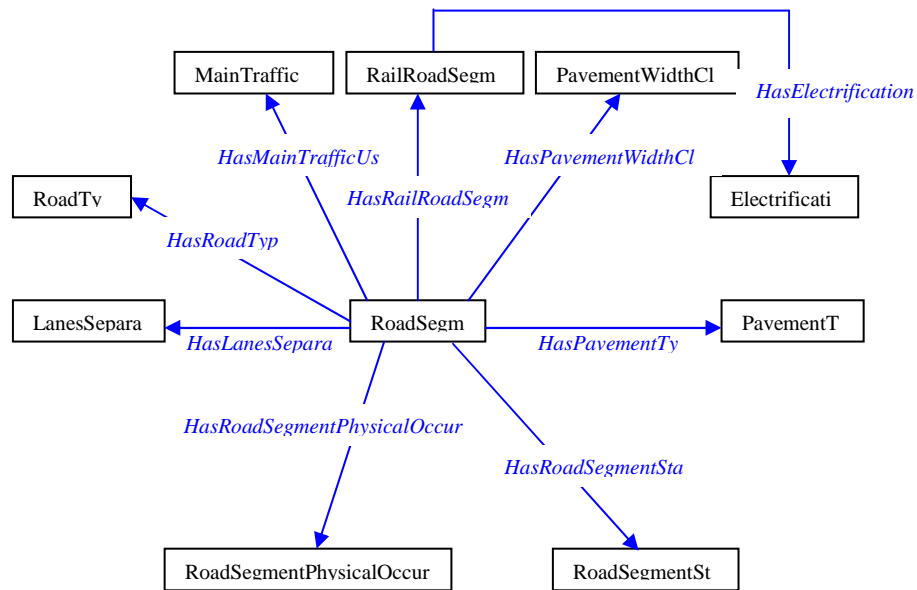 MainTraffic
RailRoadSegm
PavementWidthCl
HasElectrification
HasMainTrafficUs
HasPavementWidthCl
HasRailRoadSegm
RoadTy
Electrificati
HasRoadTyp
LanesSepara
RoadSegm
PavementT
HasLanesSepara
HasPavementTy
HasRoadSegmentPhysicalOccur
HasRoadSegmentSta
RoadSegmentPhysicalOccur
RoadSegmentSt